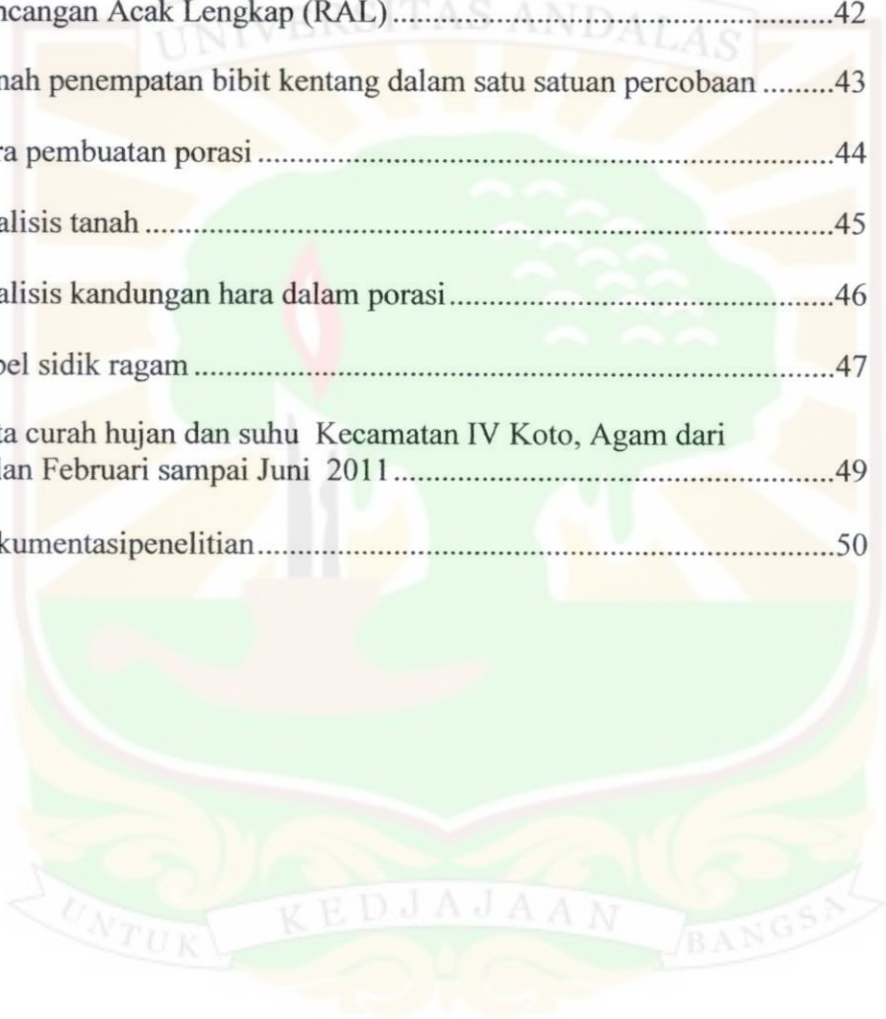 ncangan Acak Lengkap (RAL).......................................................42
UNIVERSITAS ANDALAS
nah penempatan bibit kentang dalam satu satuan percobaan .........43
ra pembuatan porasi ........................................................................44
alisis tanah ......................................................................................45
alisis kandungan hara dalam porasi.................................................46
bel sidik ragam ................................................................................47
ta curah hujan dan suhu  Kecamatan IV Koto, Agam dari
lan Februari sampai Juni  2011 .......................................................49
kumentasipenelitian........................................................................50
UNTUK KEDJAJAAN BANGSA